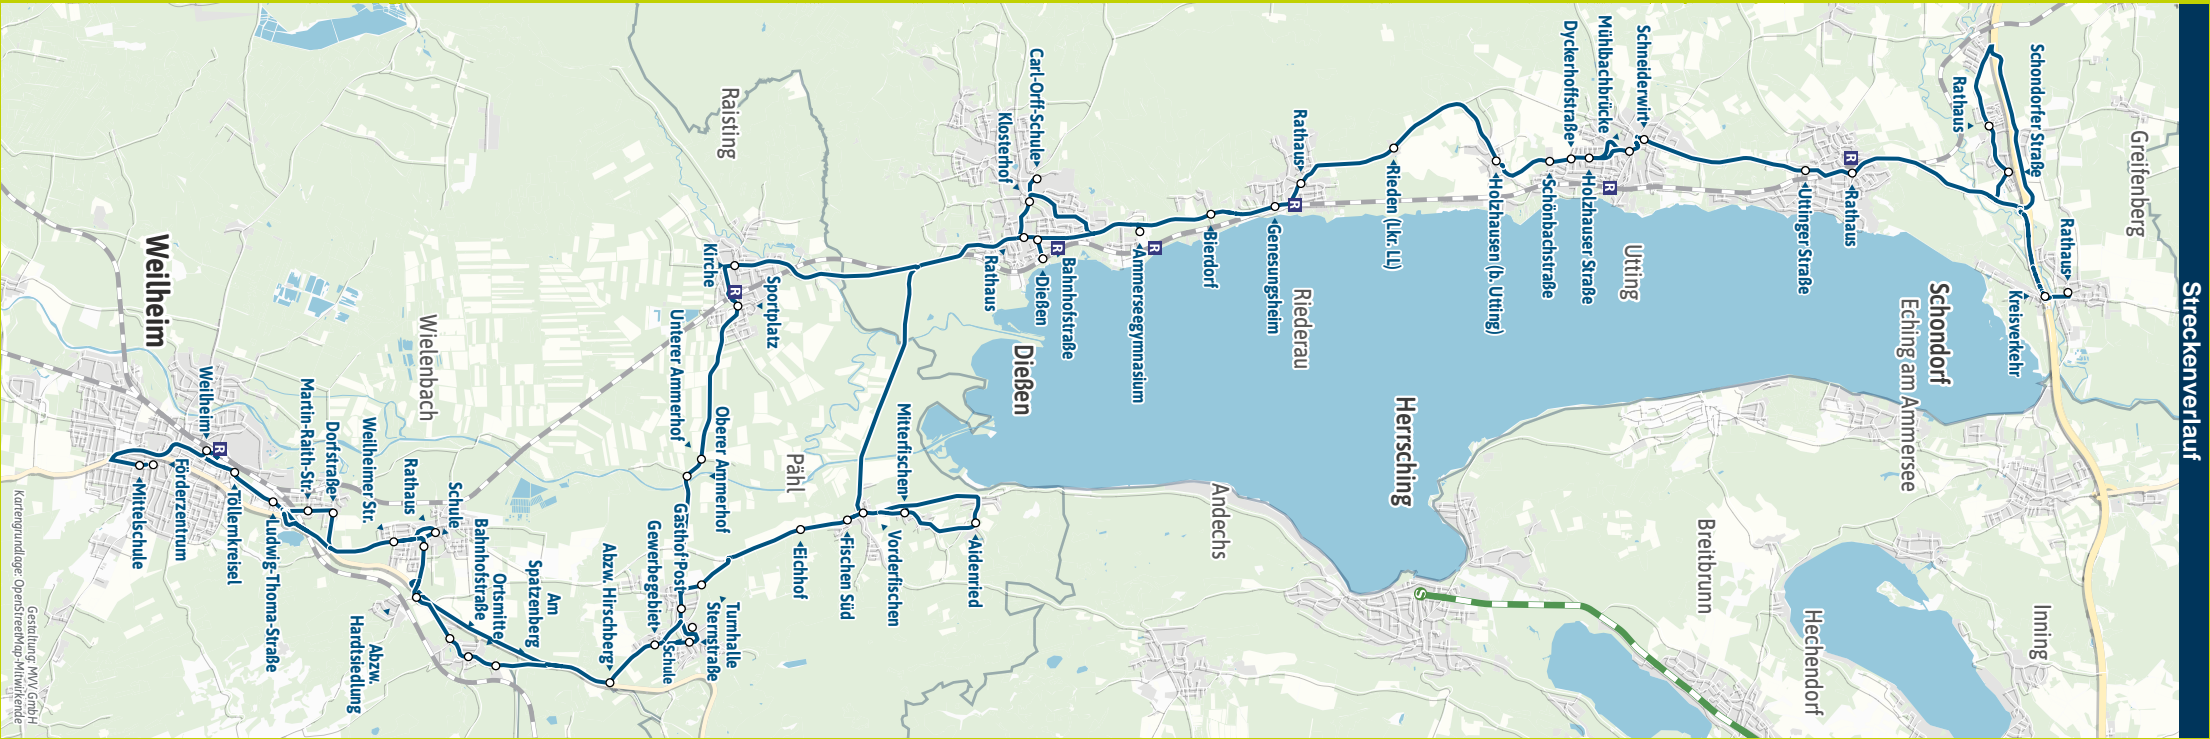 Streckenverlauf
Greifenberg
Schondorfer Straße
Rathaus
Rathaus
Kreisverkehr
Inning
Schondorf
Eching am Ammersee
R
Rathaus
Uttinger Straße
Hechendorf
Breitbrunn
Schneiderwirt
Mühlbachbrücke
Dyckerhoffstraße
Utting
R
Holzhauser Straße
Schönbachstraße
Holzhausen (b. Utting)
Herrsching
S
Rieden (Lkr. LL)
Rathaus
R
Riederau
Genesungsheim
Andechs
Bierdorf
R
Ammerseegymnasium
Carl-Orff-Schule
Klosterhof
R
Bahnhofstraße
Dießen
Rathaus
Dießen
Aidenried
Mitterfischen
Vorderfischen
Fischen Süd
Eichhof
Pähl
Raisting
Sportplatz
Kirche
R
Unterer Ammerhof
Oberer Ammerhof
Turnhalle
Sternstraße
Gasthof Post
Schule
Gewerbegebiet
Abzw. Hirschberg
Am
Spatzenberg
Ortsmitte
Bahnhofstraße
Schule
Rathaus
Wielenbach
Weilheimer Str.
Abzw.
Hardtsiedlung
Dorfstraße
Martin-Raith-Str.
Ludwig-Thoma-Straße
Töllernkreisel
R
Weilheim
Förderzentrum
Mittelschule
Weilheim
Gestaltung: MVV GmbH
Kartengrundlage: OpenStreetMap-Mitwirkende